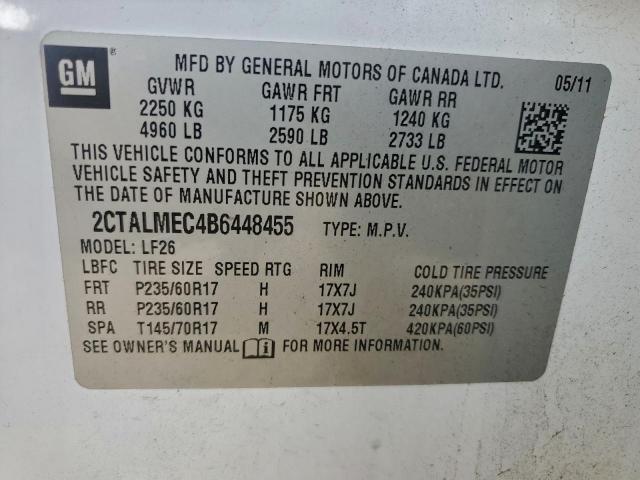 GM
MFD BY GENERAL MOTORS OF CANADA LTD. 05/11
GVWR GAWR FRT GAWR RR
2250 KG 1175 KG 1240 KG
4960 LB 2590 LB 2733 LB
THIS VEHICLE CONFORMS TO ALL APPLICABLE U.S. FEDERAL MOTOR
VEHICLE SAFETY AND THEFT PREVENTION STANDARDS IN EFFECT ON
THE DATE OF MANUFACTURE SHOWN ABOVE.
2CTALMEC4B6448455 TYPE: M.P.V.
MODEL: LF26
LBFC TIRE SIZE SPEED RTG RIM COLD TIRE PRESSURE
FRT P235/60R17 H 17X7J 240KPA(35PSI)
RR P235/60R17 H 17X7J 240KPA(35PSI)
SPA T145/70R17 M 17X4.5T 420KPA(60PSI)
SEE OWNER'S MANUAL FOR MORE INFORMATION.